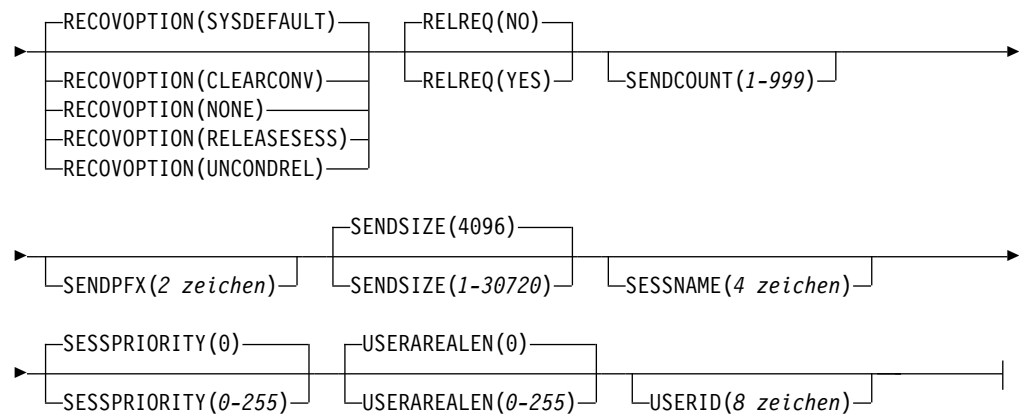 RECOVOPTION(SYSDEFAULT) RELREQ(NO)
RECOVOPTION(CLEARCONV) RELREQ(YES) SENDCOUNT(1-999)
RECOVOPTION(NONE)
RECOVOPTION(RELEASESESS)
RECOVOPTION(UNCONDREL)
SENDSIZE(4096)
SENDPFX(2 zeichen) SENDSIZE(1-30720) SESSNAME(4 zeichen)
SESSPRIORITY(0) USERAREALEN(0)
SESSPRIORITY(0-255) USERAREALEN(0-255) USERID(8 zeichen)